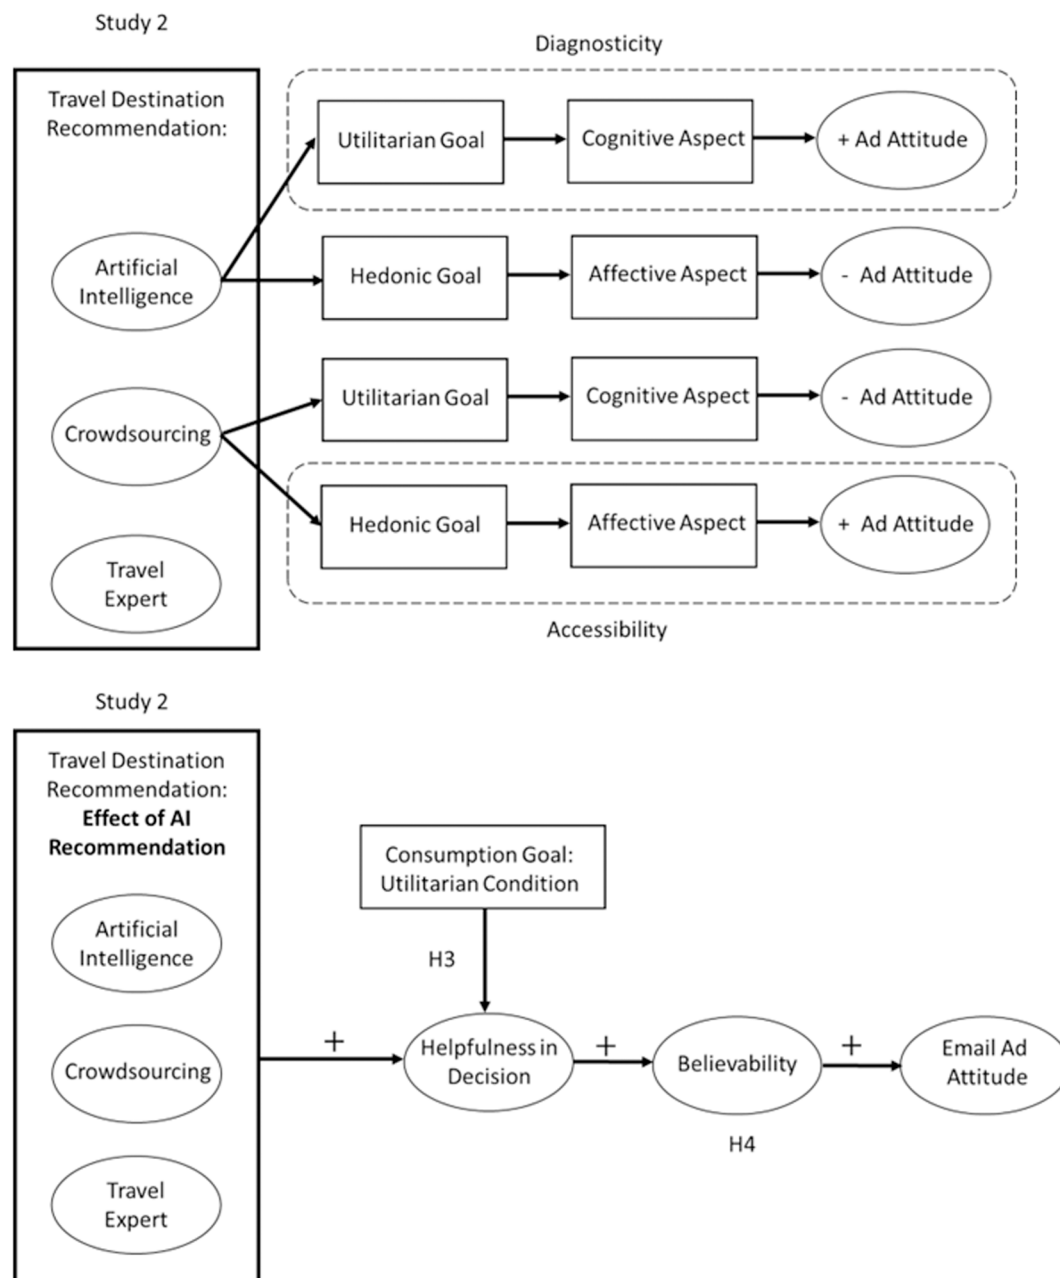 Study 2
Diagnosticity
Travel Destination
Recommendation:
Utilitarian Goal
Cognitive Aspect
+ Ad Attitude
Artificial
Intelligence
Hedonic Goal
Affective Aspect
- Ad Attitude
Crowdsourcing
Utilitarian Goal
Cognitive Aspect
- Ad Attitude
Hedonic Goal
Affective Aspect
+ Ad Attitude
Travel
Expert
Accessibility
Study 2
Travel Destination
Recommendation:
Effect of AI
Recommendation
Consumption Goal:
Utilitarian Condition
Artificial
Intelligence
H3
Crowdsourcing
+
Helpfulness in
Decision
+
Believability
+
Email Ad
Attitude
H4
Travel
Expert